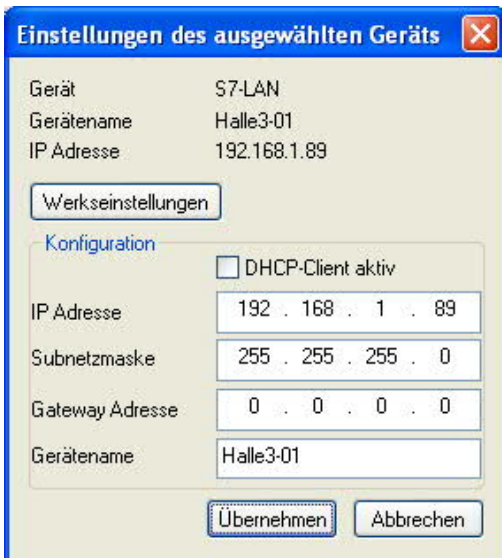 Einstellungen des ausgewählten Geräts
Gerät S7-LAN
Gerätename Halle3-01
IP Adresse 192.168.1.89
Werkseinstellungen
Konfiguration
DHCP-Client aktiv
IP Adresse 192 . 168 . 1 . 89
Subnetzmaske 255 . 255 . 255 . 0
Gateway Adresse 0 . 0 . 0 . 0
Gerätename Halle3-01
Übernehmen Abbrechen